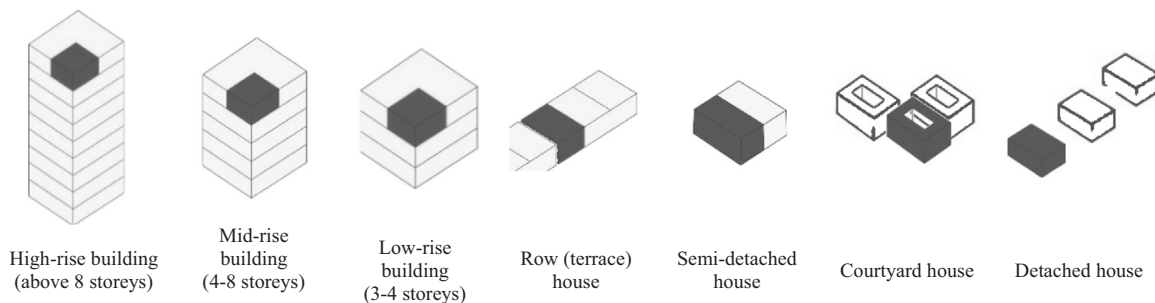 High-rise building
(above 8 storeys)
Mid-rise
building
(4-8 storeys)
Low-rise
building
(3-4 storeys)
Row (terrace)
house
Semi-detached
house
Courtyard house
Detached house